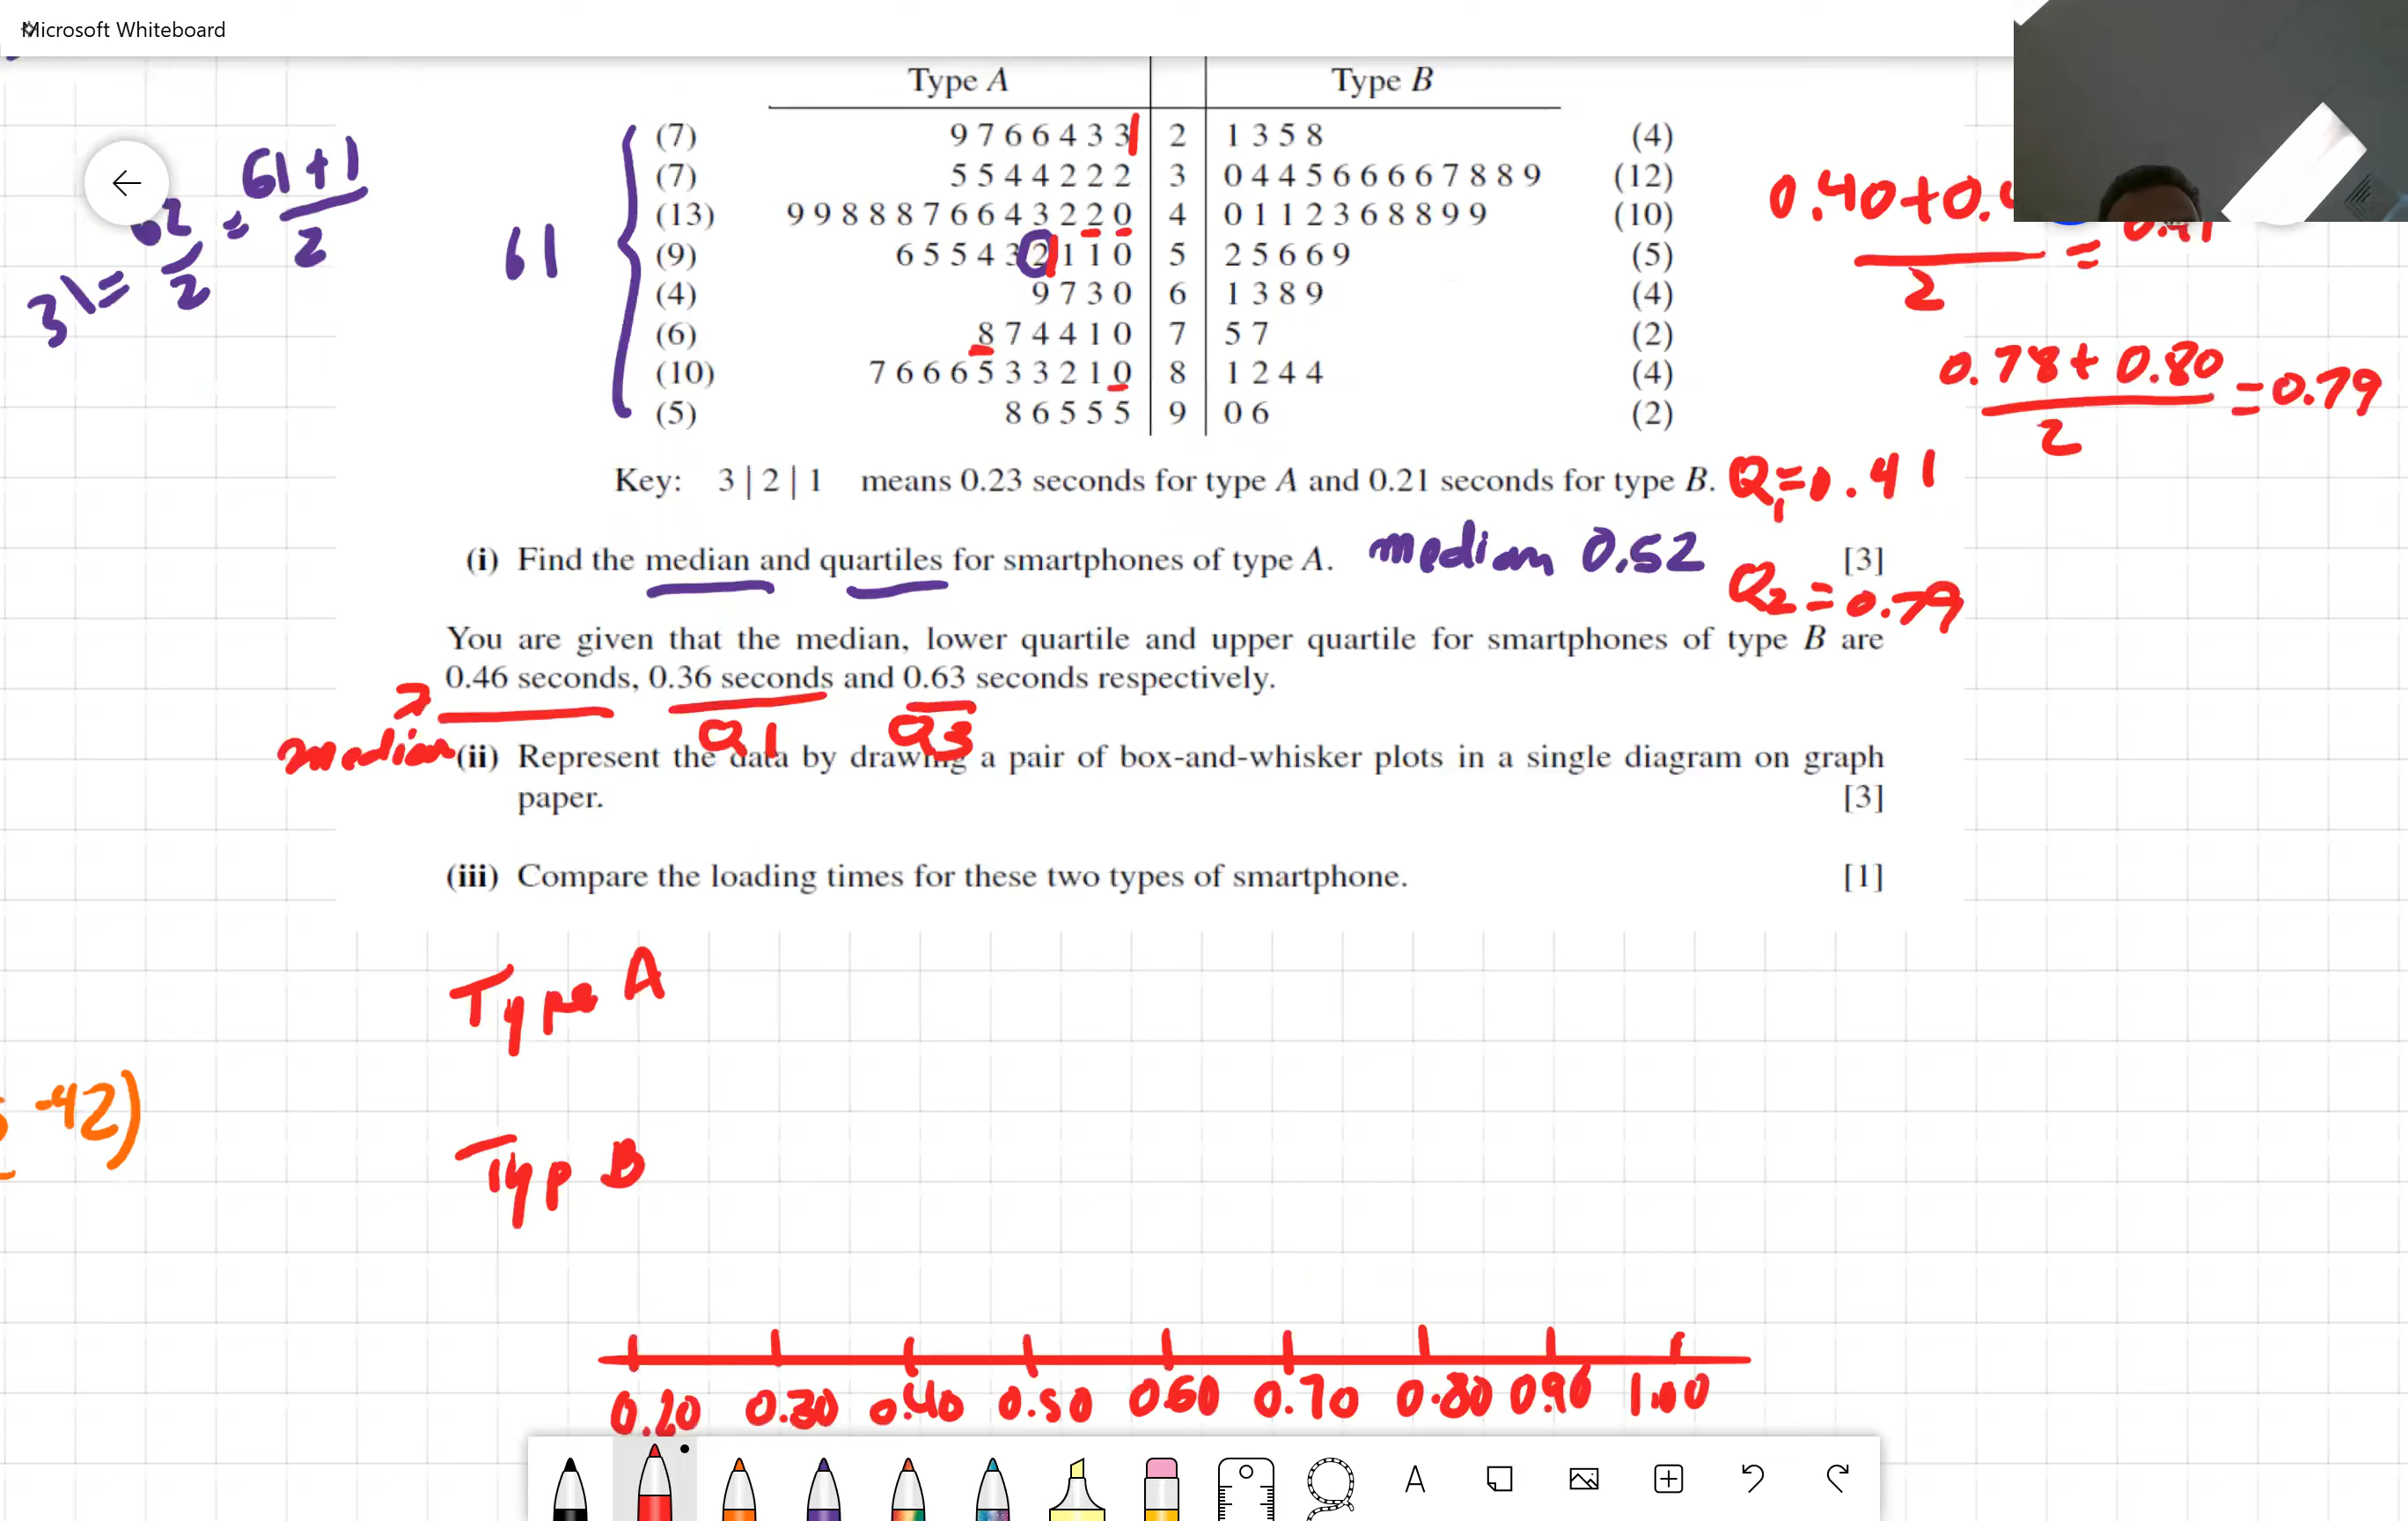 Microsoft Whiteboard
Type A Type B
(7) 9 7 6 6 4 3 3 2 1 3 5 8 (4)
(7) 5 5 4 4 2 2 2 3 0 4 4 5 6 6 6 6 7 8 8 9 (12)
(13) 9 9 8 8 8 7 6 6 4 3 2 2 0 4 0 1 1 2 3 6 8 8 9 9 (10)
(9) 6 5 5 4 3 2 1 1 0 5 2 5 6 6 9 (5)
(4) 9 7 3 0 6 1 3 8 9 (4)
(6) 8 7 4 4 1 0 7 5 7 (2)
(10) 7 6 6 6 5 3 3 2 1 0 8 1 2 4 4 (4)
(5) 8 6 5 5 5 9 0 6 (2)
61
31 = 62/2 = 61+1/2
0.40+0. / 2 = 0.41
0.78+0.80 / 2 = 0.79
Key: 3 | 2 | 1 means 0.23 seconds for type A and 0.21 seconds for type B.
Q1=0.41
(i) Find the median and quartiles for smartphones of type A. [3]
median 0.52
Q2=0.79
You are given that the median, lower quartile and upper quartile for smartphones of type B are
0.46 seconds, 0.36 seconds and 0.63 seconds respectively.
median Q1 Q3
(ii) Represent the data by drawing a pair of box-and-whisker plots in a single diagram on graph
paper. [3]
(iii) Compare the loading times for these two types of smartphone. [1]
Type A
-42)
Typ B
0.20 0.30 0.40 0.50 0.60 0.70 0.80 0.90 1.00